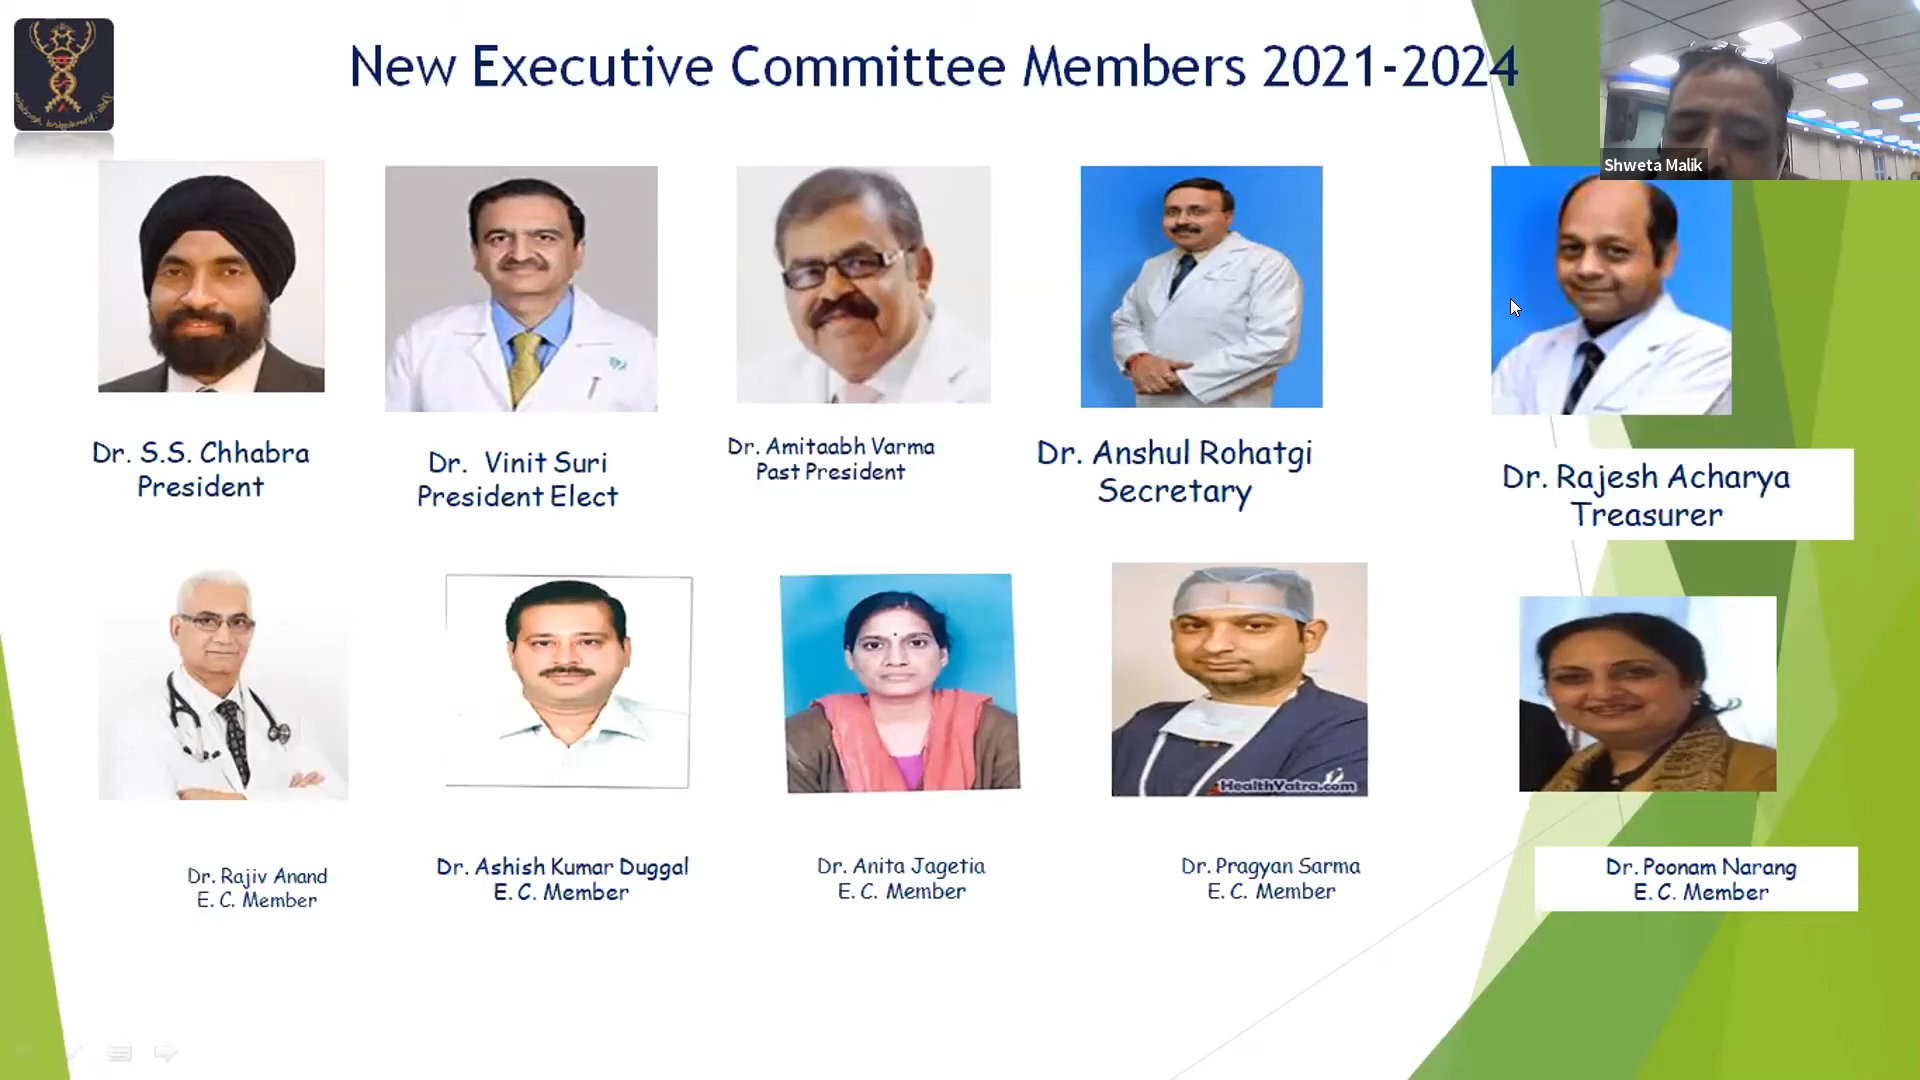 New Executive Committee Members 2021-2024
Shweta Malik
Dr. S.S. Chhabra
President
Dr. Vinit Suri
President Elect
Dr. Amitaabh Varma
Past President
Dr. Anshul Rohatgi
Secretary
Dr. Rajesh Acharya
Treasurer
HealthYatra.com
Dr. Rajiv Anand
E. C. Member
Dr. Ashish Kumar Duggal
E. C. Member
Dr. Anita Jagetia
E. C. Member
Dr. Pragyan Sarma
E. C. Member
Dr. Poonam Narang
E. C. Member